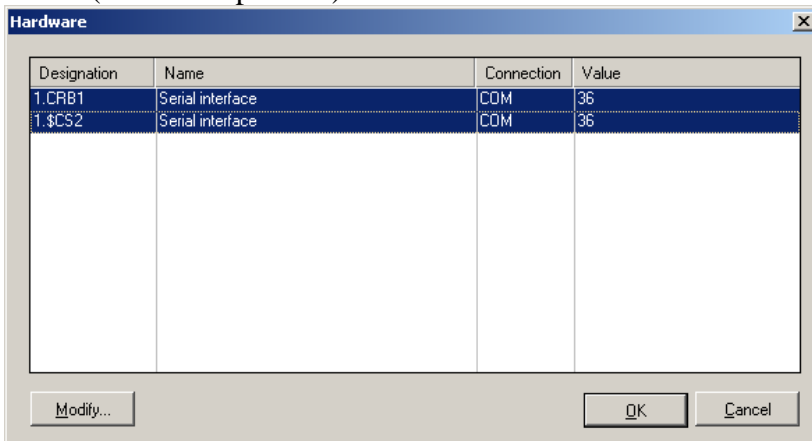 Hardware
Designation Name Connection Value
1.CRB1 Serial interface COM 36
1.$CS2 Serial interface COM 36
Modify... OK Cancel